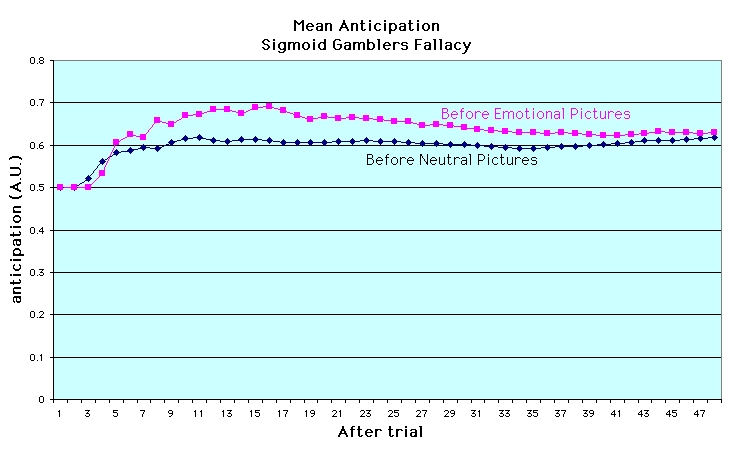 Mean Anticipation
Sigmoid Gamblers Fallacy
0.8
0.7
0.6
0.5
0.4
0.3
0.2
0.1
0
anticipation (A.U.)
Before Emotional Pictures
Before Neutral Pictures
1 3 5 7 9 11 13 15 17 19 21 23 25 27 29 31 33 35 37 39 41 43 45 47
After trial